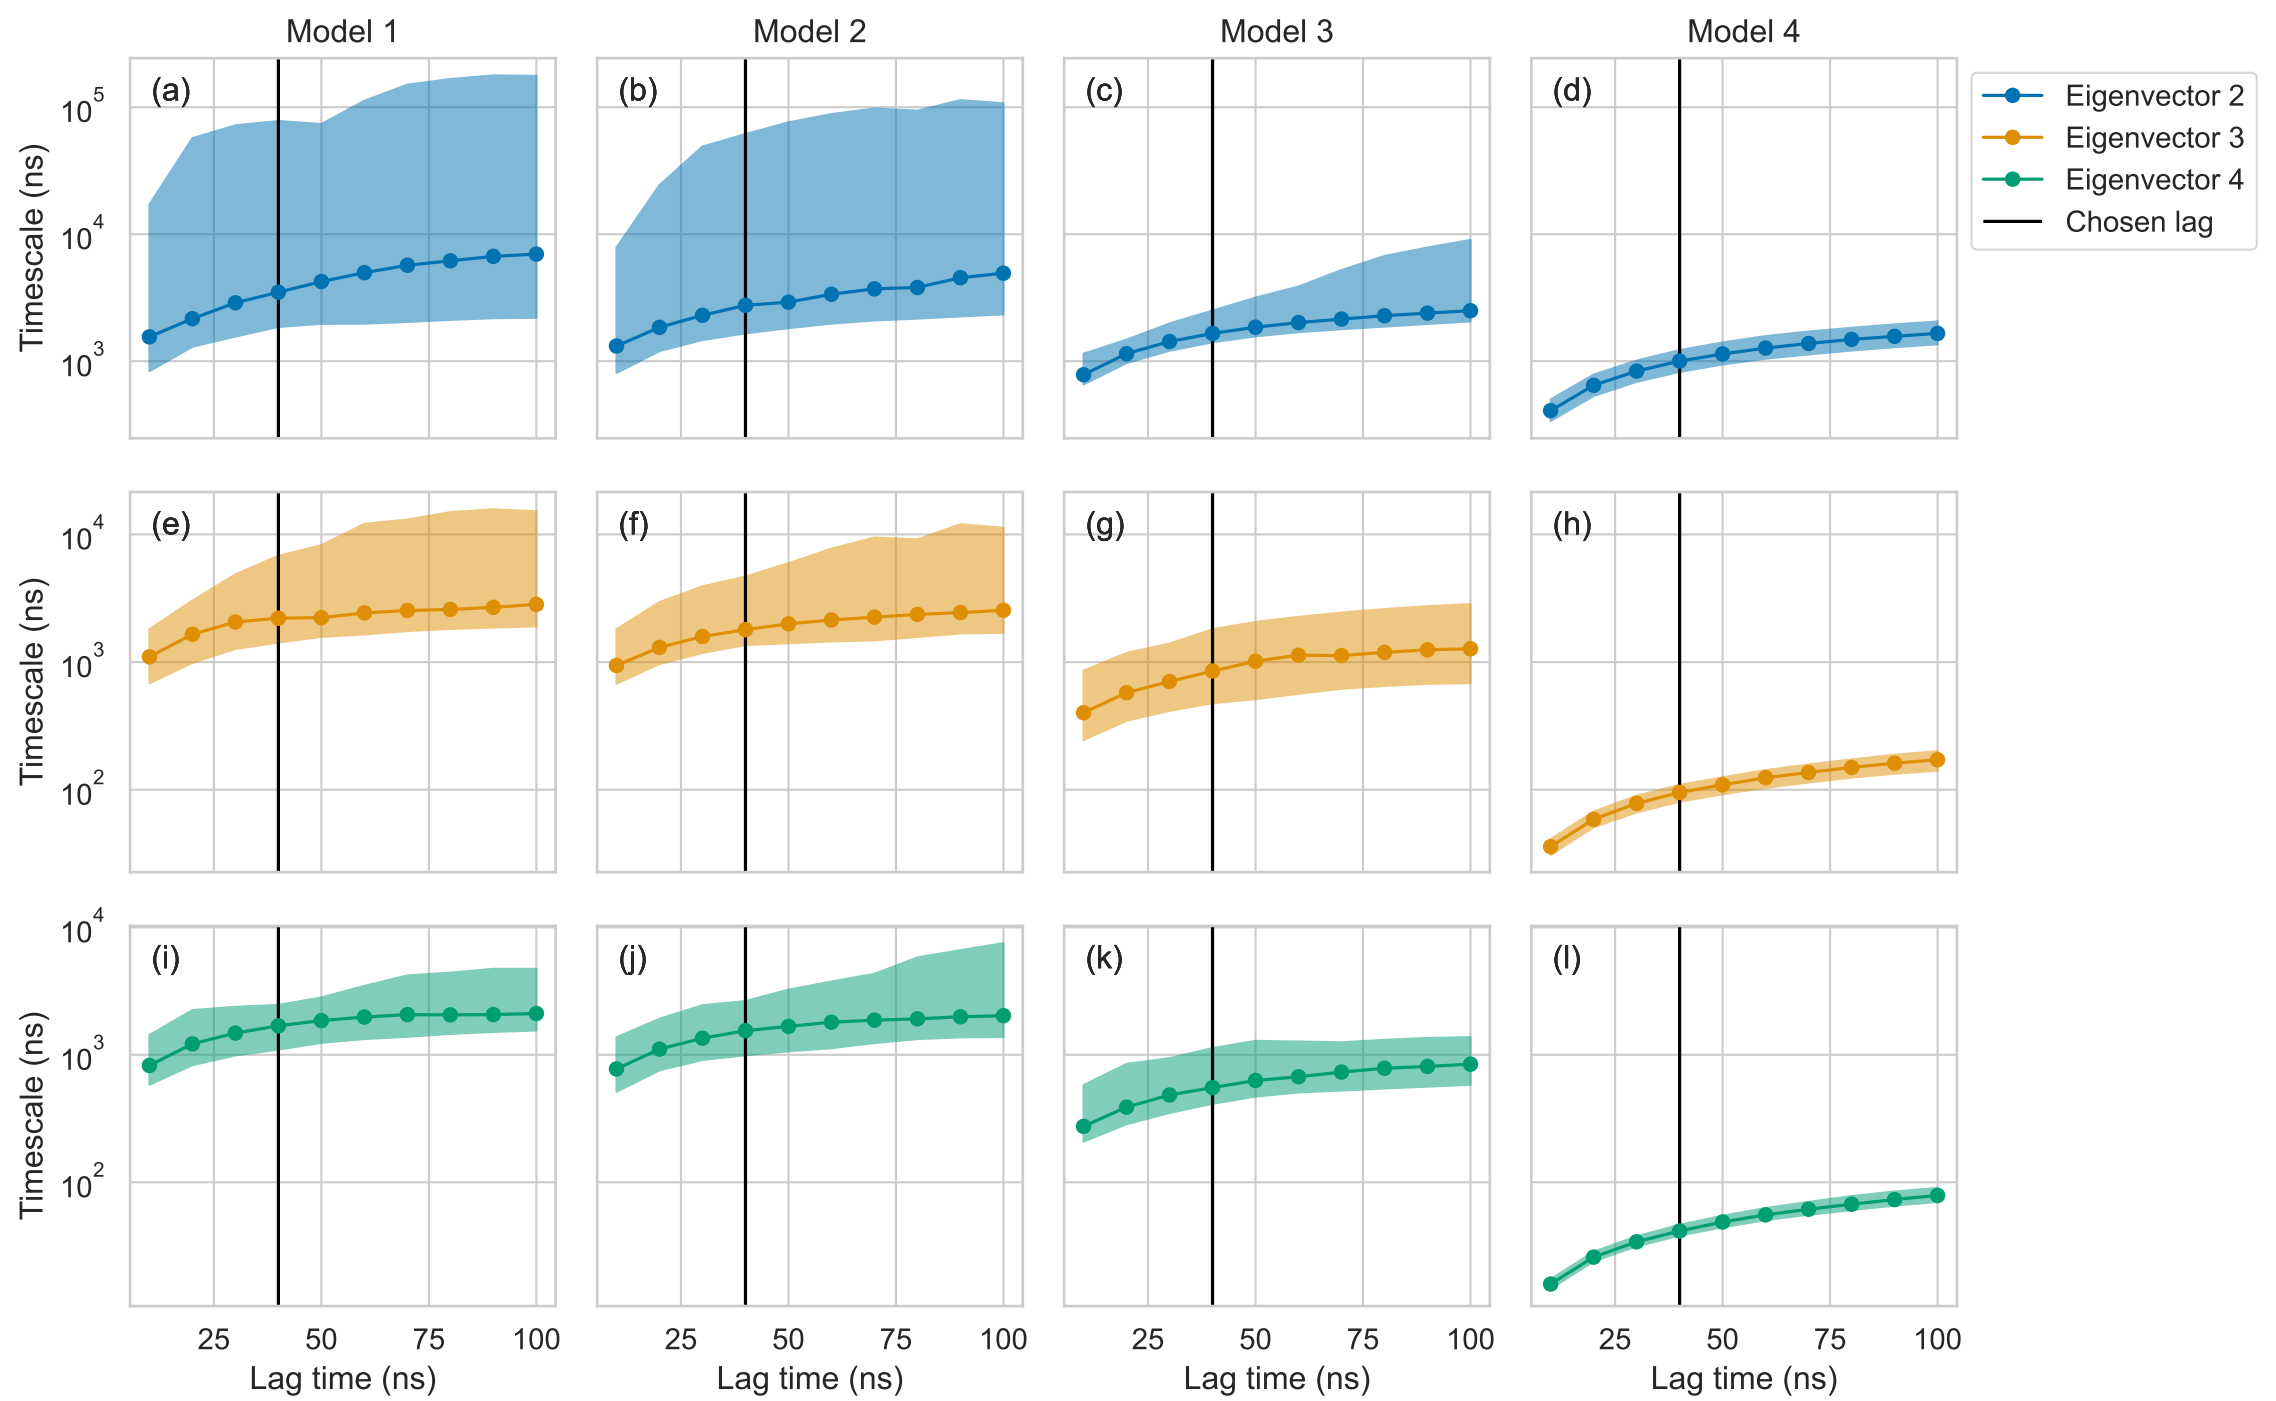 Model 1 Model 2 Model 3 Model 4
(a) (b) (c) (d)
Eigenvector 2
Eigenvector 3
Eigenvector 4
Chosen lag
Timescale (ns)
10^5
10^4
10^3
(e) (f) (g) (h)
Timescale (ns)
10^4
10^3
10^2
(i) (j) (k) (l)
Timescale (ns)
10^4
10^3
10^2
25 50 75 100 25 50 75 100 25 50 75 100 25 50 75 100
Lag time (ns) Lag time (ns) Lag time (ns) Lag time (ns)